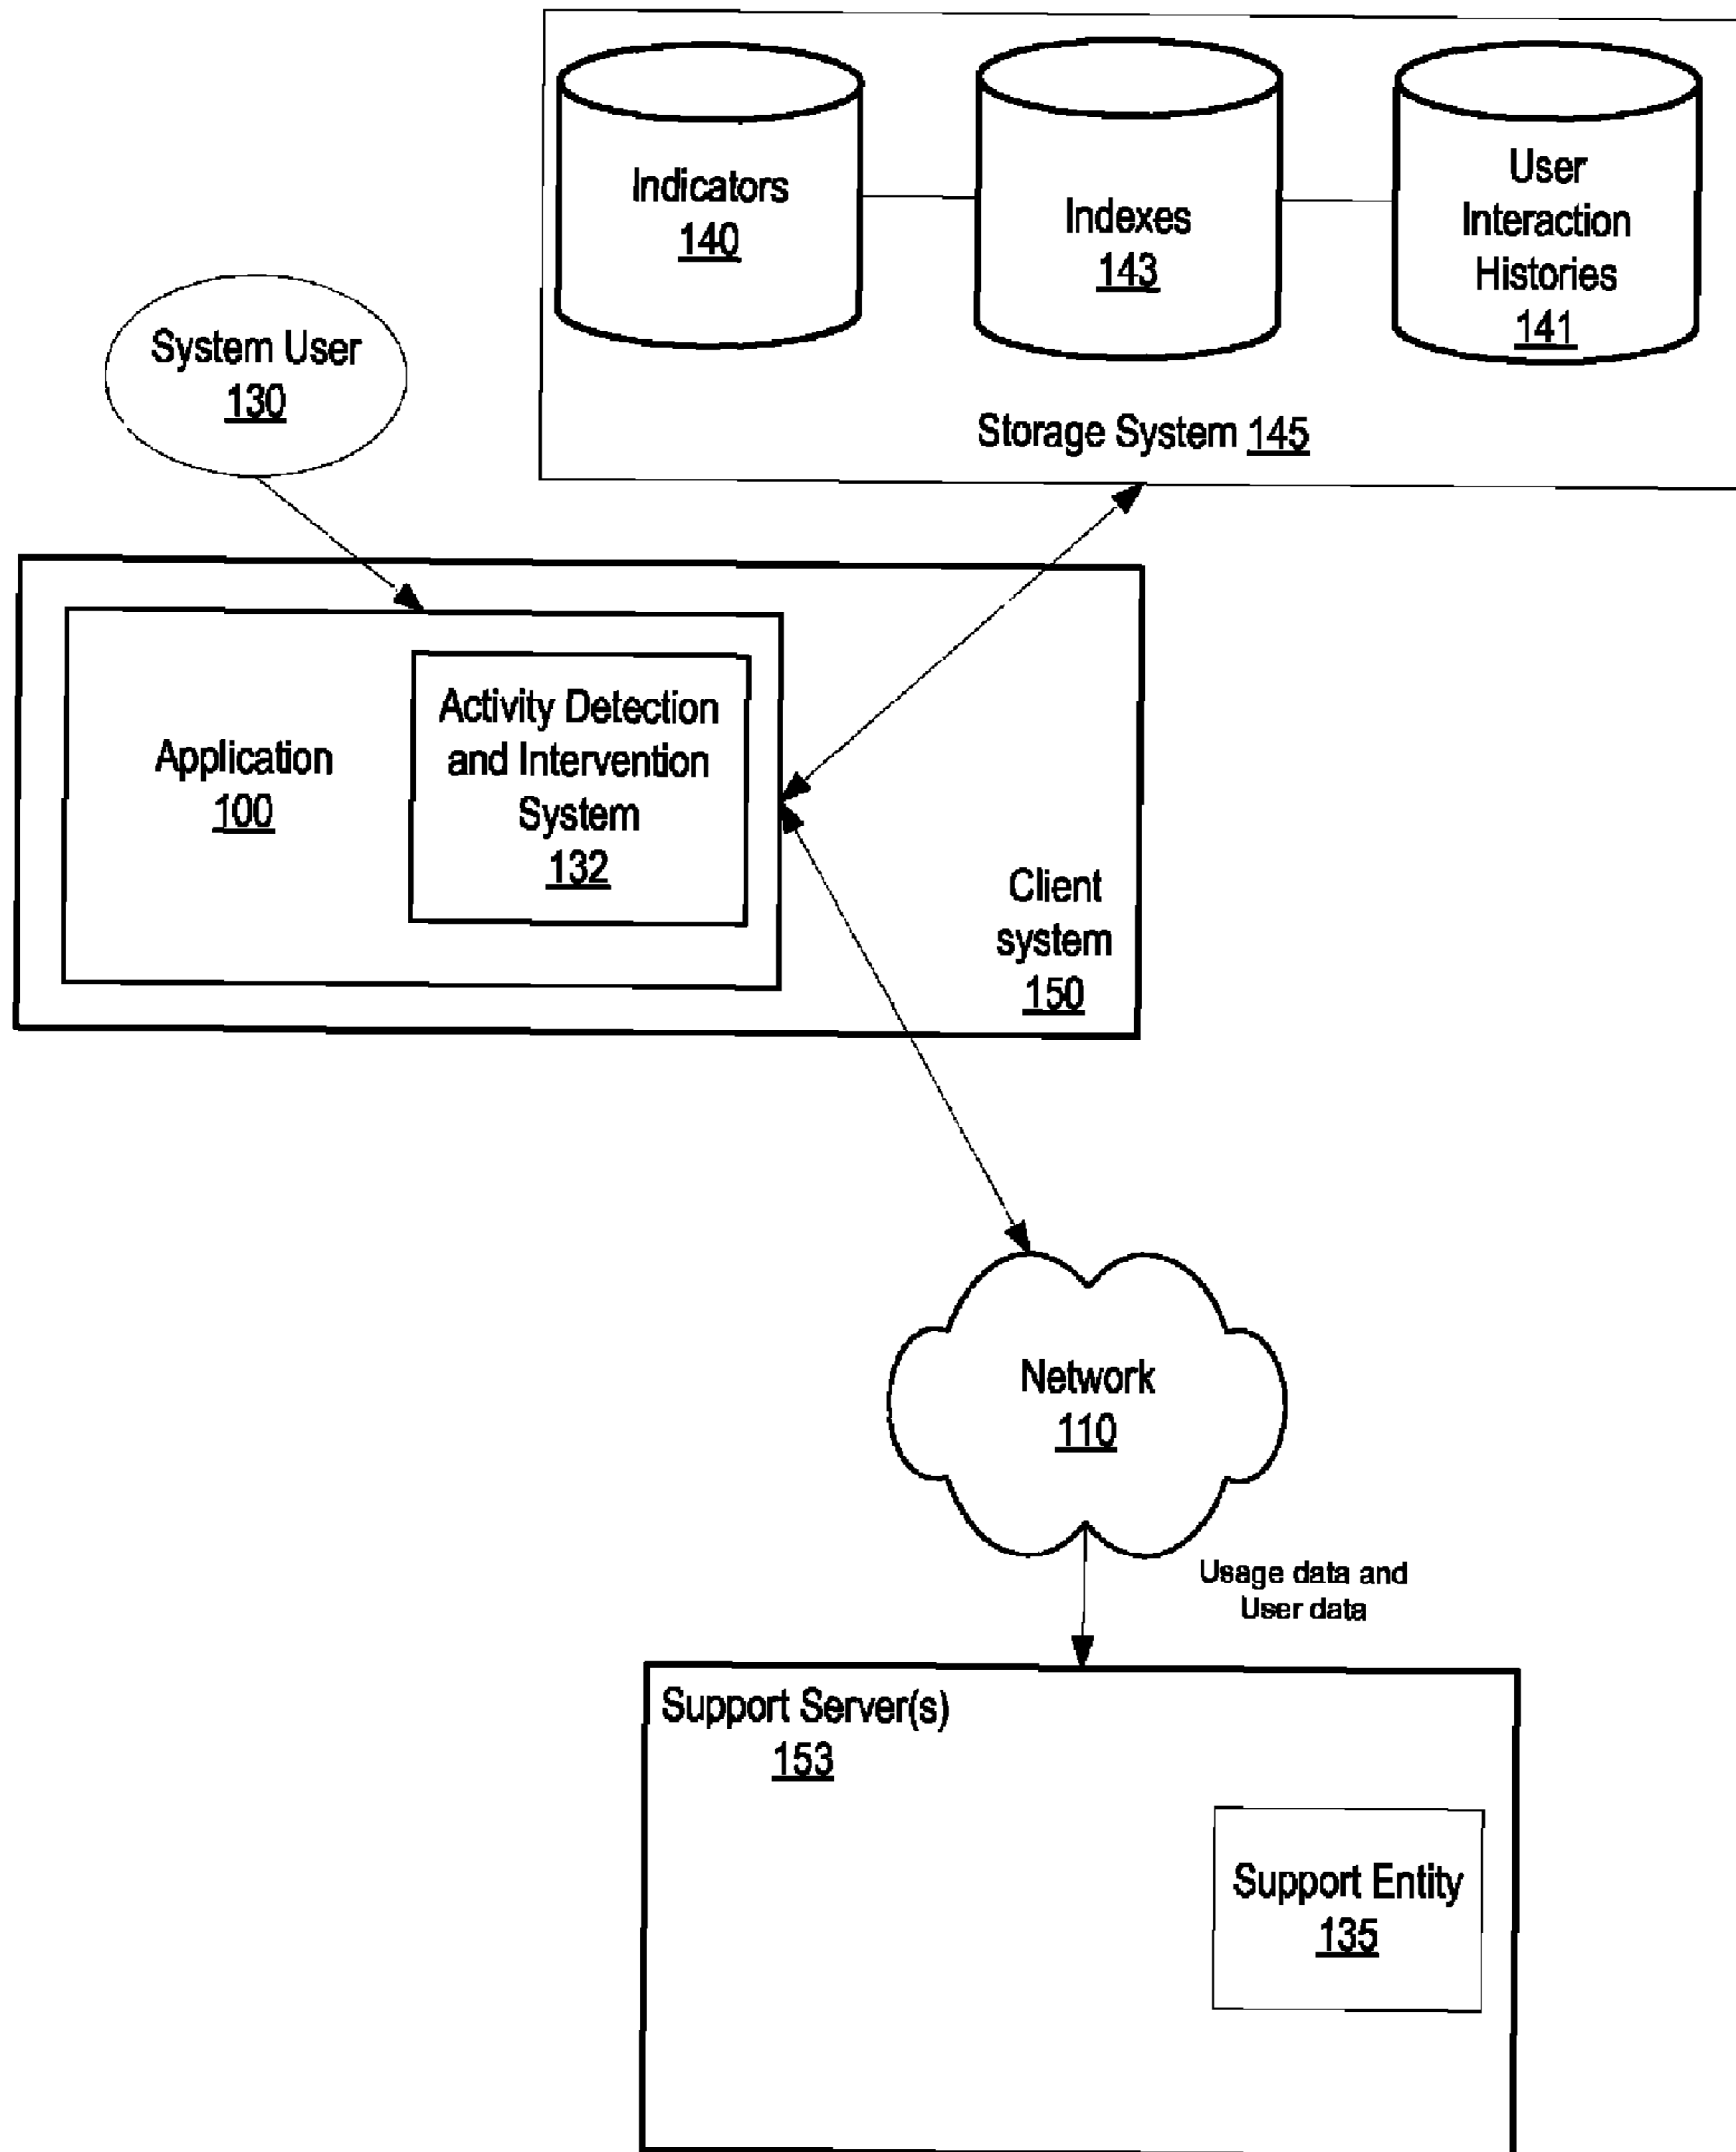 Indicators
140
Indexes
143
User
Interaction
Histories
141
Storage System 145
System User
130
Application
100
Activity Detection
and Intervention
System
132
Client
system
150
Network
110
Usage data and
User data
Support Server(s)
153
Support Entity
135